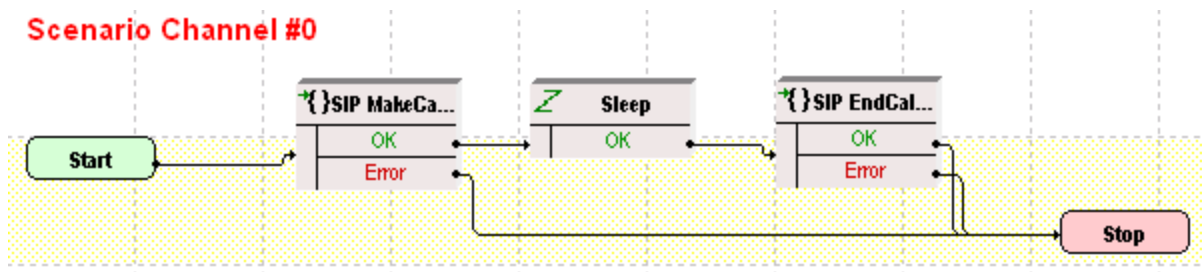 Scenario Channel #0
Start
{}SIP MakeCa...
OK
Error
Z Sleep
OK
{}SIP EndCal...
OK
Error
Stop